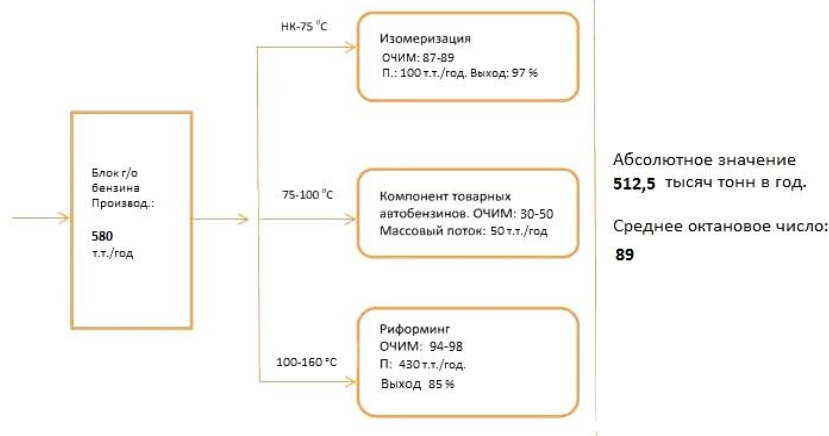 НК-75 °С
Изомеризация
ОЧИМ: 87-89
П.: 100 т.т./год. Выход: 97 %
Блок г/о
бензина
Производ.:
580
т.т./год
75-100 °С
Компонент товарных
автобензинов. ОЧИМ: 30-50
Массовый поток: 50 т.т./год
100-160 °С
Риформинг
ОЧИМ: 94-98
П: 430 т.т./год.
Выход 85 %
Абсолютное значение
512,5 тысяч тонн в год.
Среднее октановое число:
89